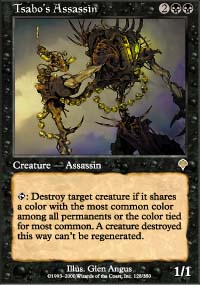 Tsabo's Assassin 2
Creature — Assassin
: Destroy target creature if it shares
a color with the most common color
among all permanents or the color tied
for most common. A creature destroyed
this way can't be regenerated.
Illus. Glen Angus
1/1
©1993–2000 Wizards of the Coast, Inc. 128/350